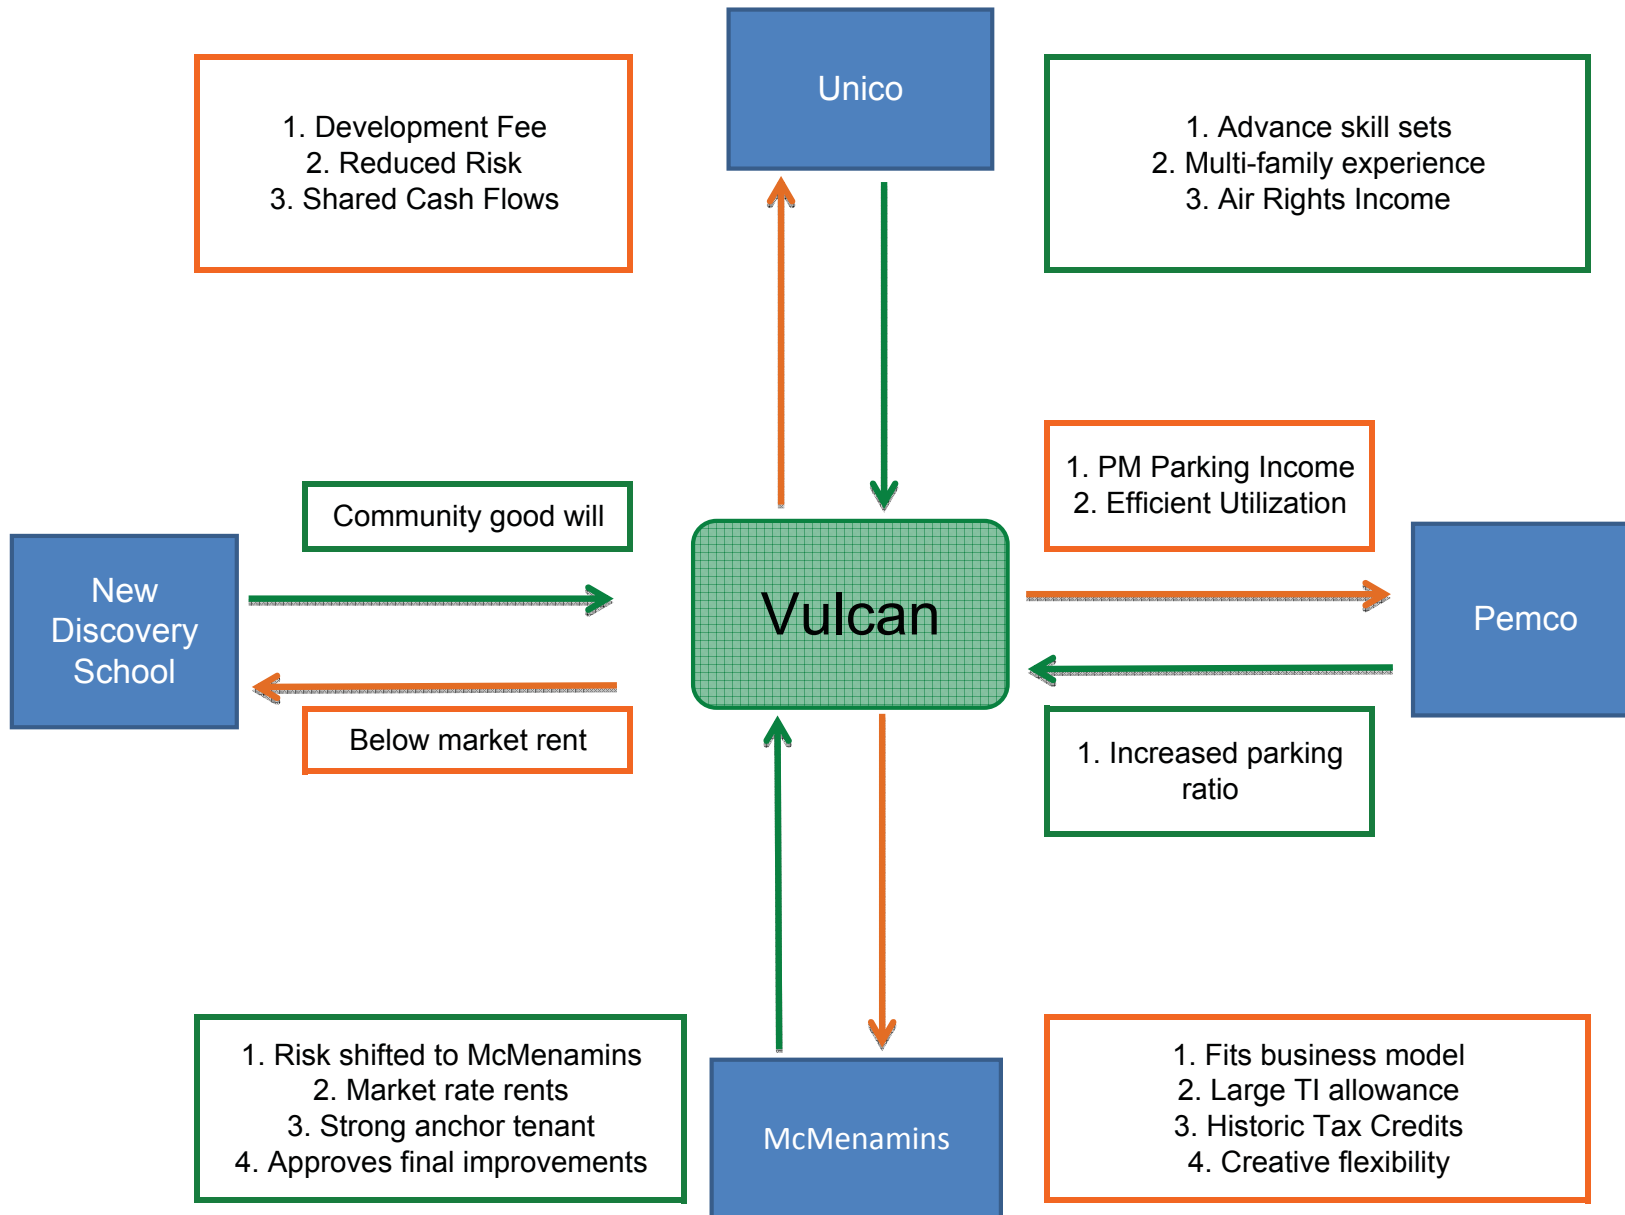 Unico
1. Development Fee
2. Reduced Risk
3. Shared Cash Flows
1. Advance skill sets
2. Multi-family experience
3. Air Rights Income
Community good will
1. PM Parking Income
2. Efficient Utilization
New
Discovery
School
Vulcan
Pemco
Below market rent
1. Increased parking
ratio
1. Risk shifted to McMenamins
2. Market rate rents
3. Strong anchor tenant
4. Approves final improvements
McMenamins
1. Fits business model
2. Large TI allowance
3. Historic Tax Credits
4. Creative flexibility